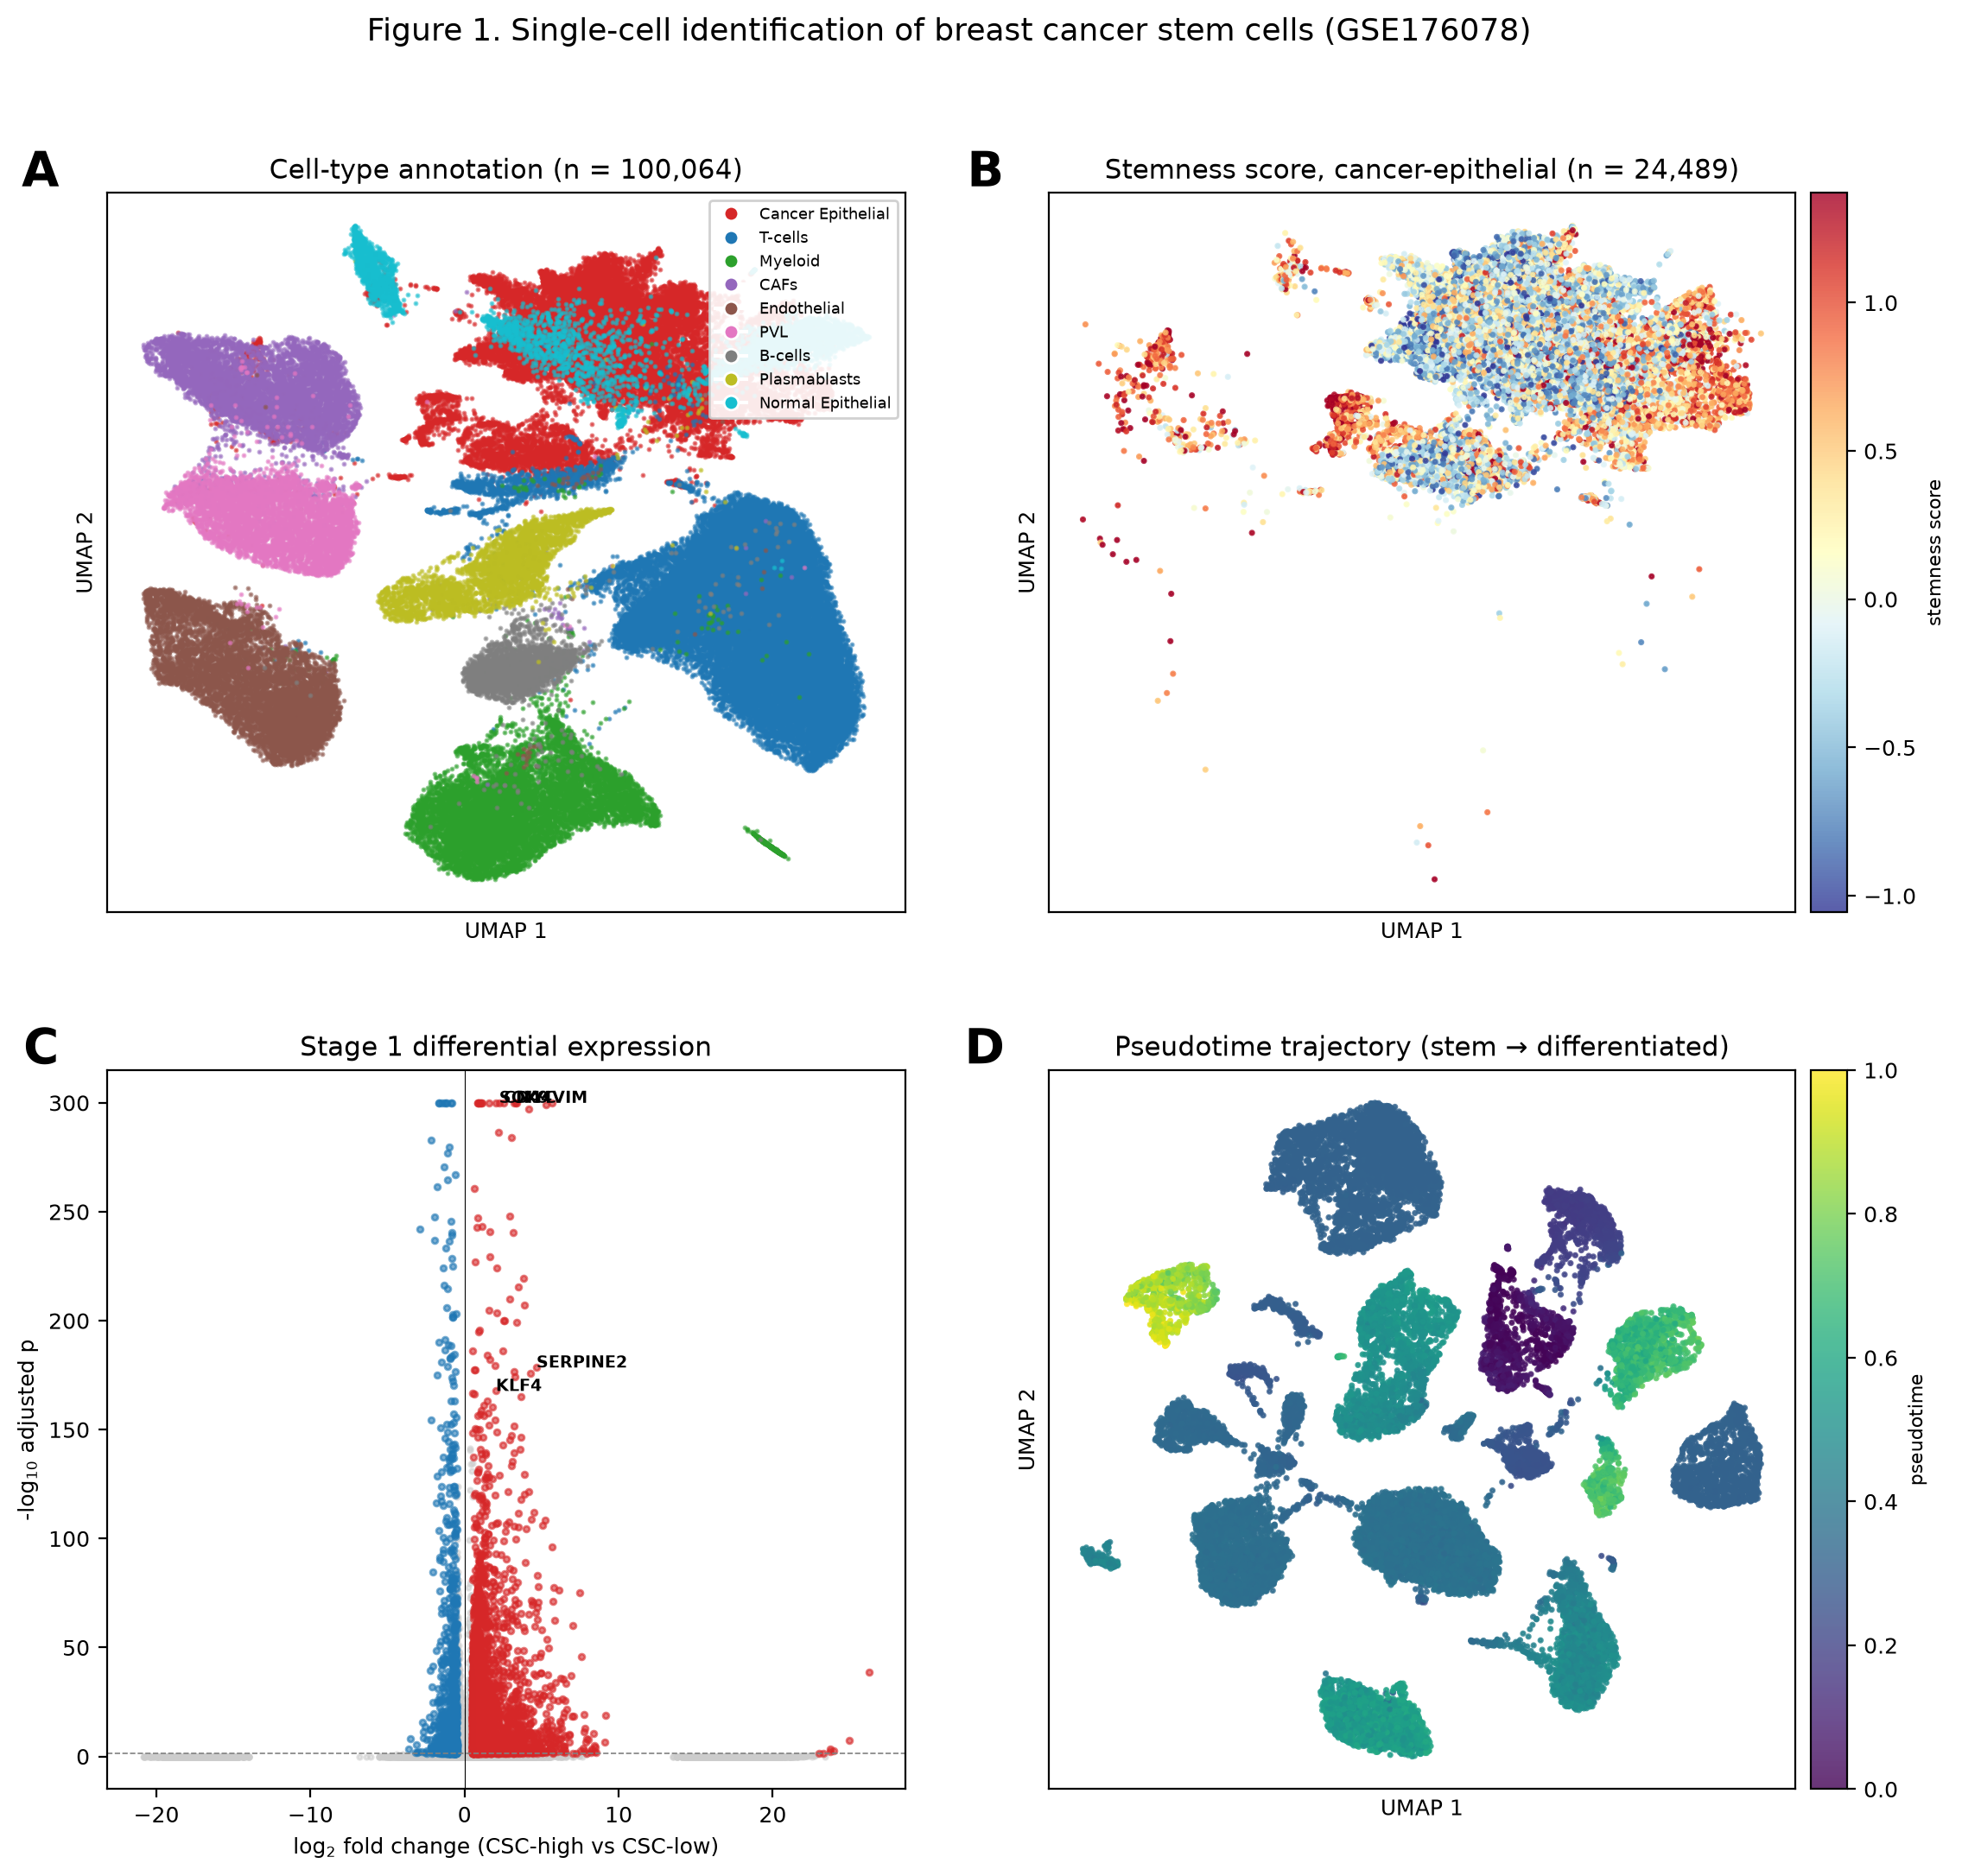 Figure 1. Single-cell identification of breast cancer stem cells (GSE176078)
A
Cell-type annotation (n = 100,064)
Cancer Epithelial
T-cells
Myeloid
CAFs
Endothelial
PVL
B-cells
Plasmablasts
Normal Epithelial
UMAP 2
UMAP 1
B
Stemness score, cancer-epithelial (n = 24,489)
UMAP 2
UMAP 1
1.0
0.5
0.0
−0.5
−1.0
stemness score
C
Stage 1 differential expression
300
250
200
150
100
50
0
-log₁₀ adjusted p
VIM
SERPINE2
KLF4
−20
−10
0
10
20
log₂ fold change (CSC-high vs CSC-low)
D
Pseudotime trajectory (stem → differentiated)
UMAP 2
UMAP 1
1.0
0.8
0.6
0.4
0.2
0.0
pseudotime